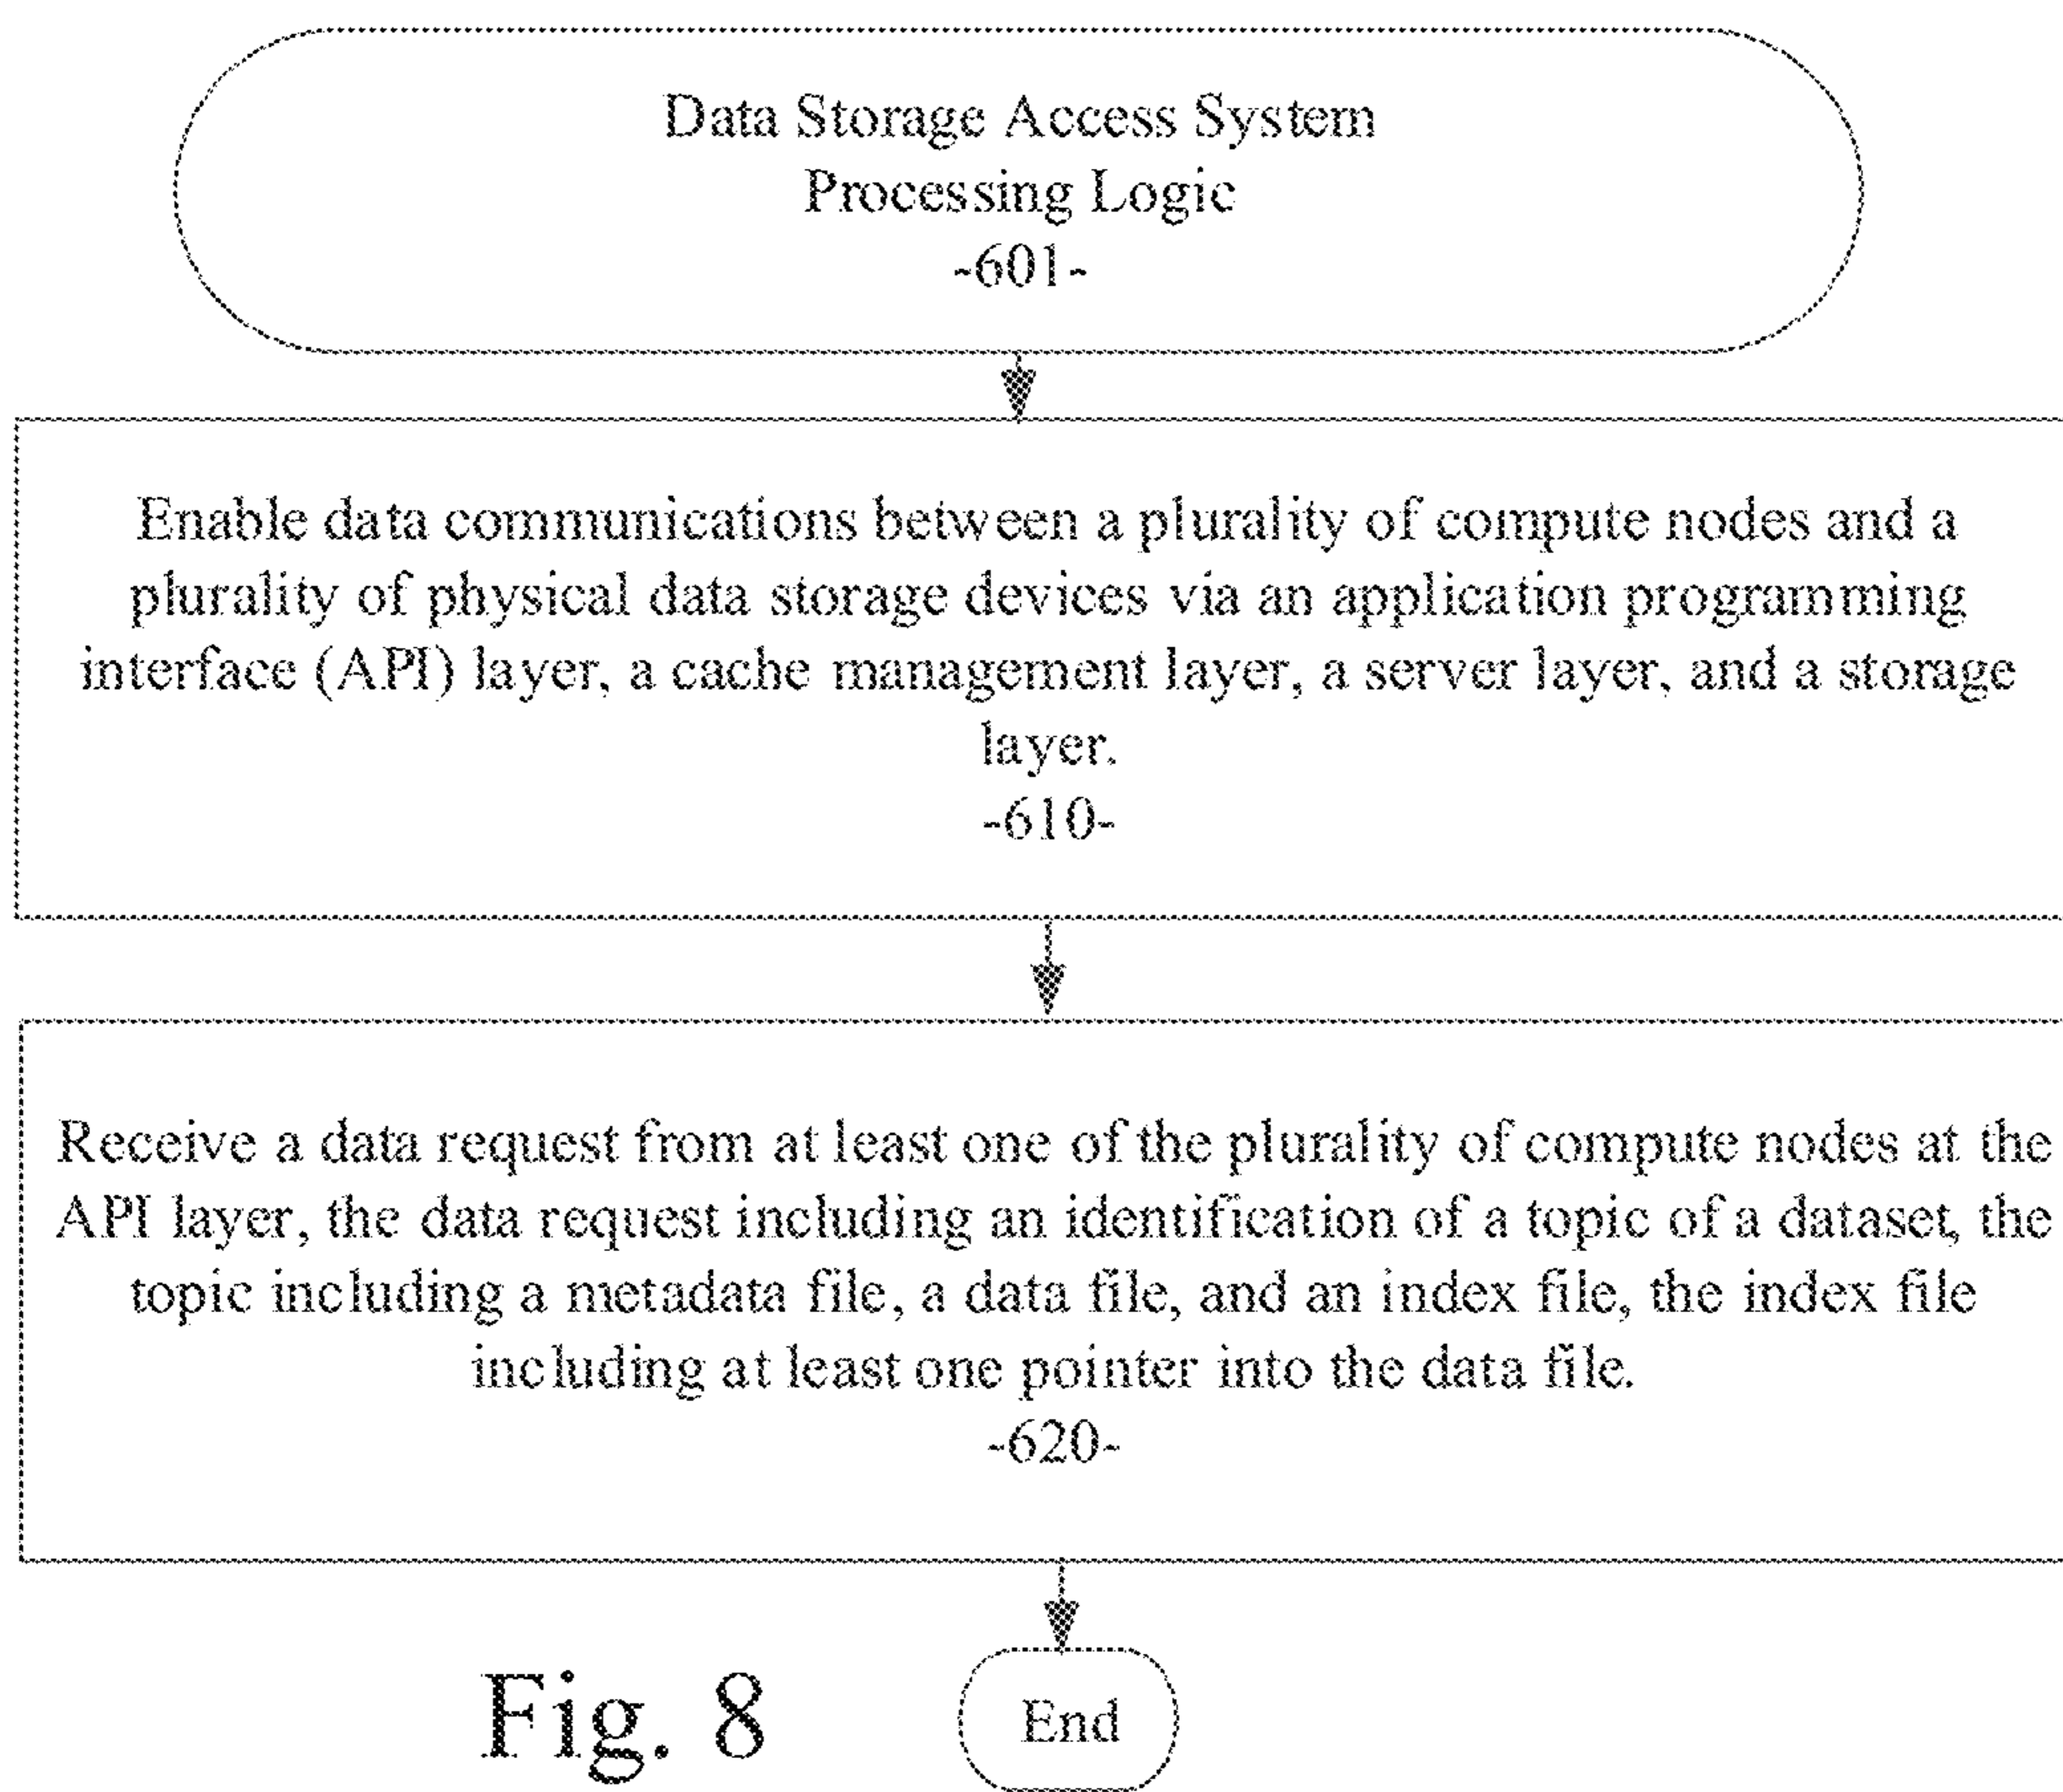 Data Storage Access System
Processing Logic
-601-
Enable data communications between a plurality of compute nodes and a
plurality of physical data storage devices via an application programming
interface (API) layer, a cache management layer, a server layer, and a storage
layer.
-610-
Receive a data request from at least one of the plurality of compute nodes at the
API layer, the data request including an identification of a topic of a dataset, the
topic including a metadata file, a data file, and an index file, the index file
including at least one pointer into the data file.
-620-
Fig. 8
End